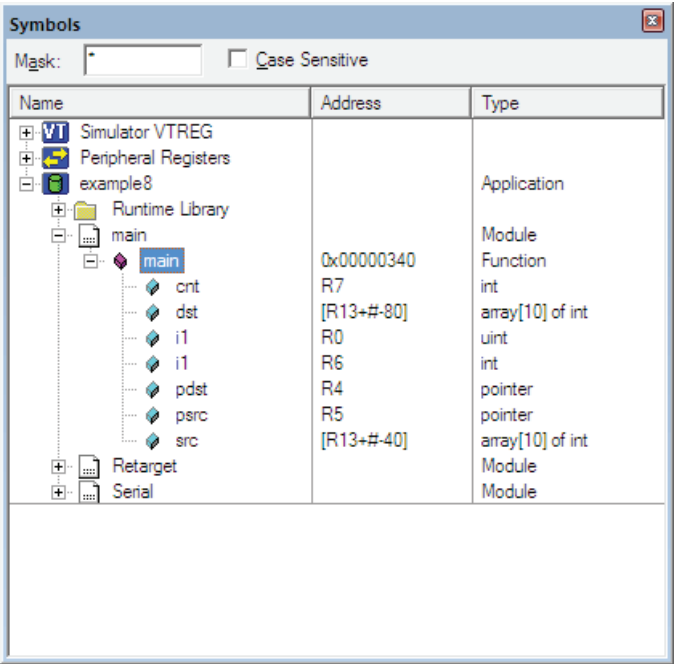 Symbols
Mask: * Case Sensitive
Name Address Type
VT Simulator VTREG
Peripheral Registers
example8 Application
Runtime Library
main Module
main 0x00000340 Function
cnt R7 int
dst [R13+#-80] array[10] of int
i1 R0 uint
i1 R6 int
pdst R4 pointer
psrc R5 pointer
src [R13+#-40] array[10] of int
Retarget Module
Serial Module